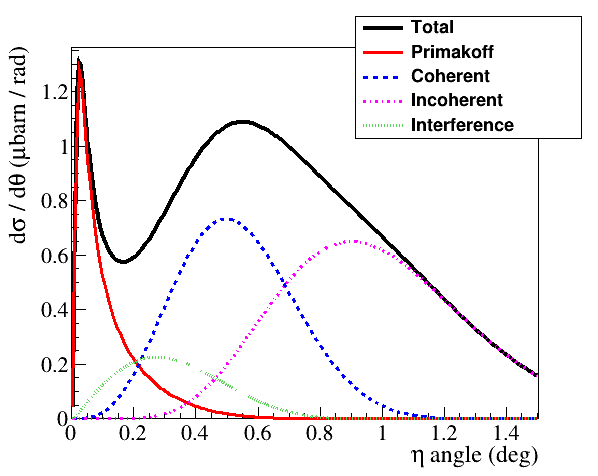 Total
Primakoff
Coherent
Incoherent
Interference
dσ / dθ (μbarn / rad)
1.2
1
0.8
0.6
0.4
0.2
0
0 0.2 0.4 0.6 0.8 1 1.2 1.4
η angle (deg)